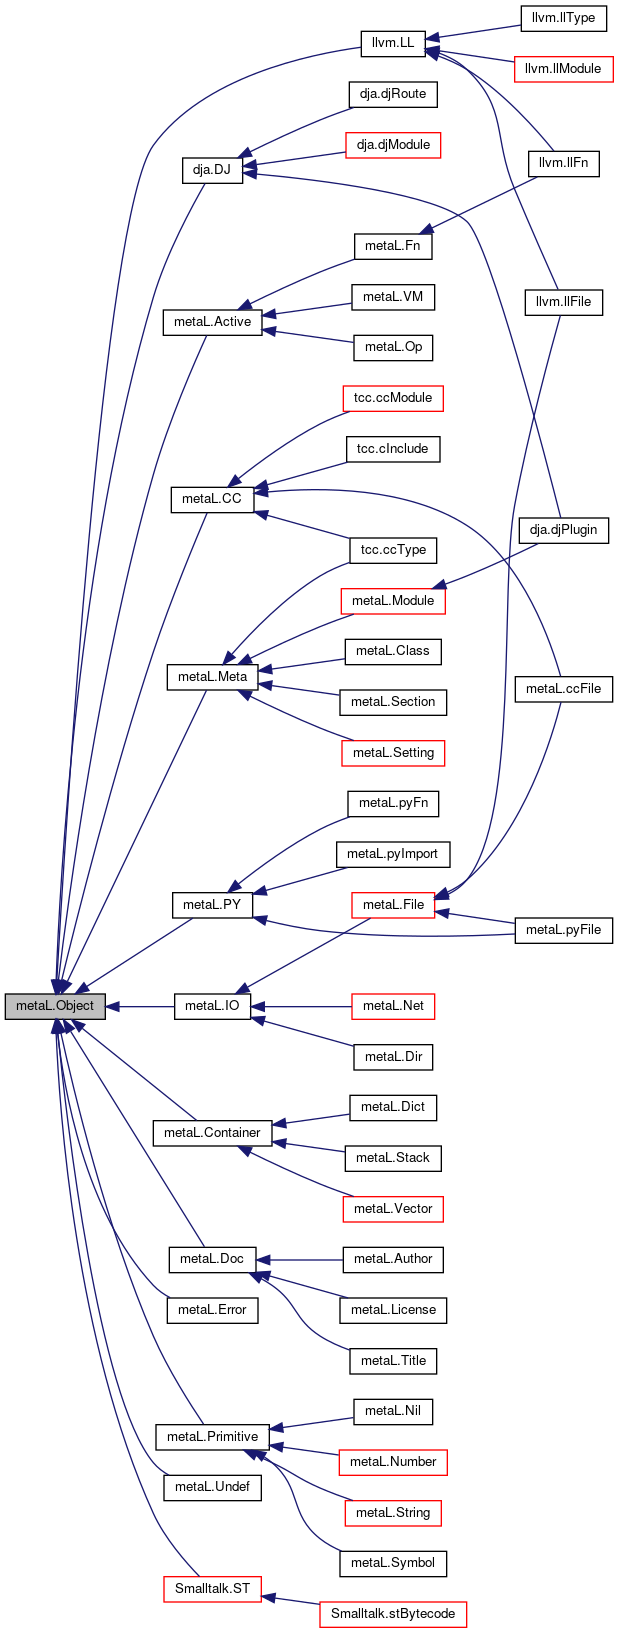 llvm.llType
llvm.LL
llvm.llModule
dja.djRoute
dja.djModule
llvm.llFn
dja.DJ
metaL.Fn
metaL.VM
llvm.llFile
metaL.Active
metaL.Op
tcc.ccModule
tcc.cInclude
metaL.CC
dja.djPlugin
tcc.ccType
metaL.Module
metaL.Class
metaL.Meta
metaL.ccFile
metaL.Section
metaL.Setting
metaL.pyFn
metaL.pyImport
metaL.PY
metaL.File
metaL.pyFile
metaL.Object
metaL.IO
metaL.Net
metaL.Dir
metaL.Dict
metaL.Container
metaL.Stack
metaL.Vector
metaL.Doc
metaL.Author
metaL.Error
metaL.License
metaL.Title
metaL.Nil
metaL.Primitive
metaL.Number
metaL.Undef
metaL.String
metaL.Symbol
Smalltalk.ST
Smalltalk.stBytecode